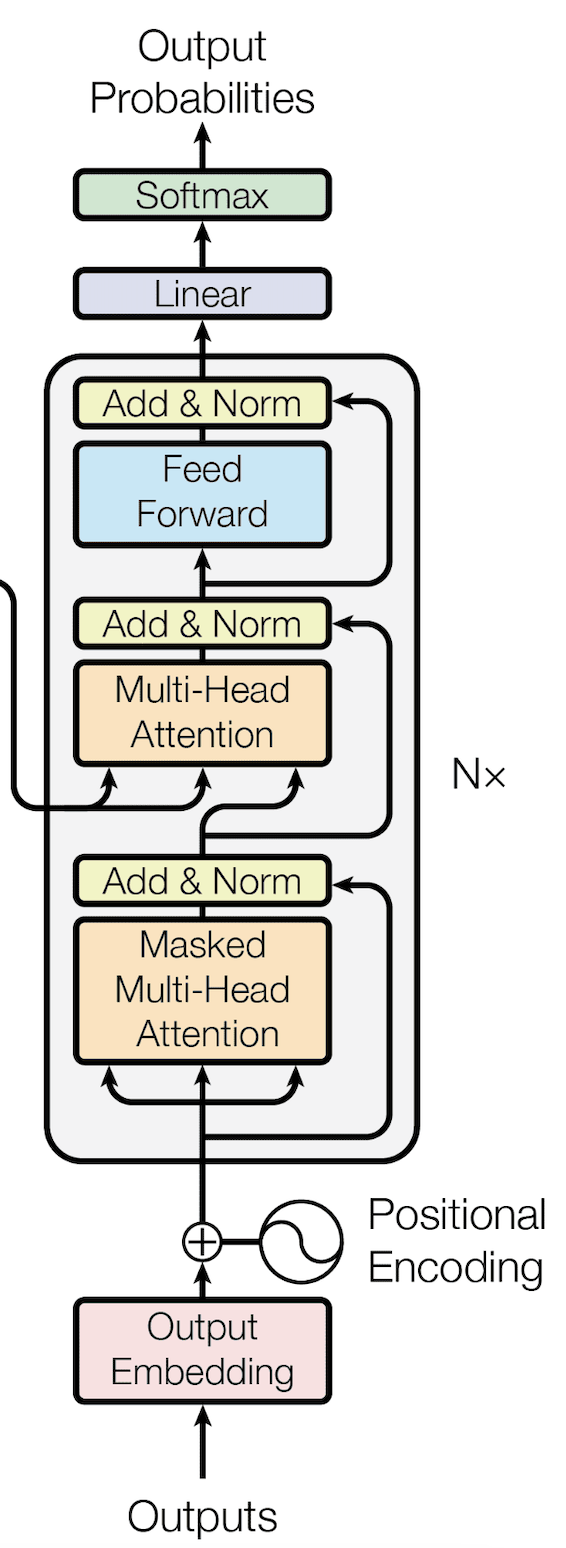 Output
Probabilities
Softmax
Linear
Add & Norm
Feed
Forward
Add & Norm
Multi-Head
Attention
N×
Add & Norm
Masked
Multi-Head
Attention
Positional
Encoding
Output
Embedding
Outputs